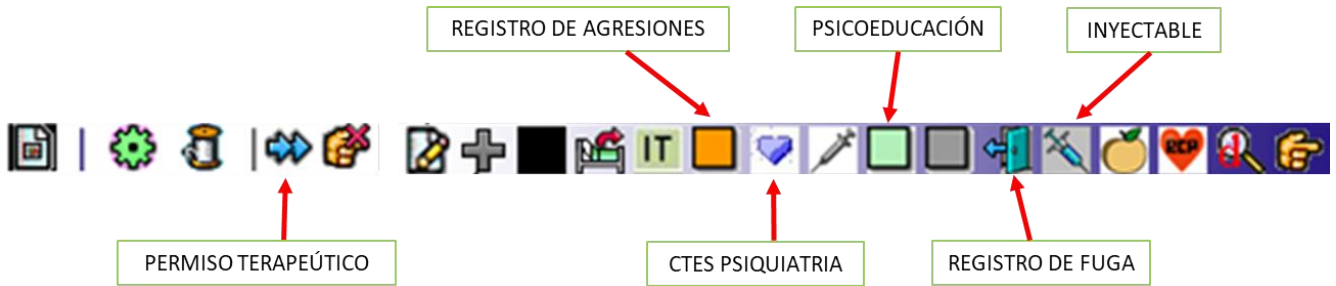 REGISTRO DE AGRESIONES
PSICOEDUCACIÓN
INYECTABLE
IT
RCP
d
PERMISO TERAPEÚTICO
CTES PSIQUIATRIA
REGISTRO DE FUGA